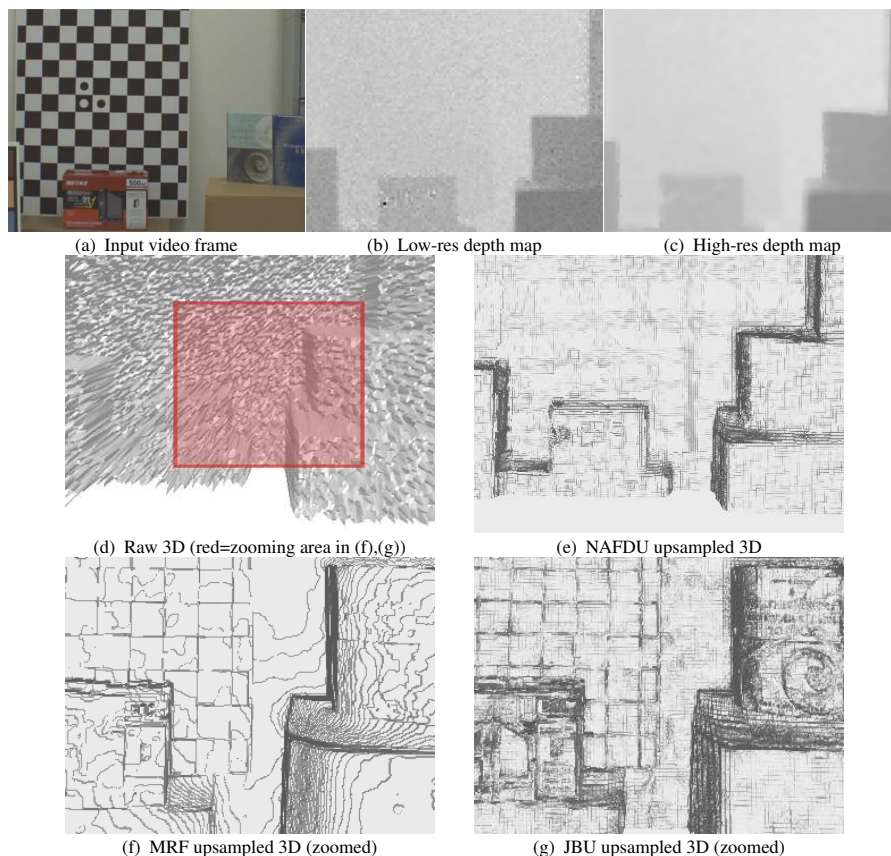 500
(a) Input video frame
(b) Low-res depth map
(c) High-res depth map
(d) Raw 3D (red=zooming area in (f),(g))
(e) NAFDU upsampled 3D
(f) MRF upsampled 3D (zoomed)
(g) JBU upsampled 3D (zoomed)